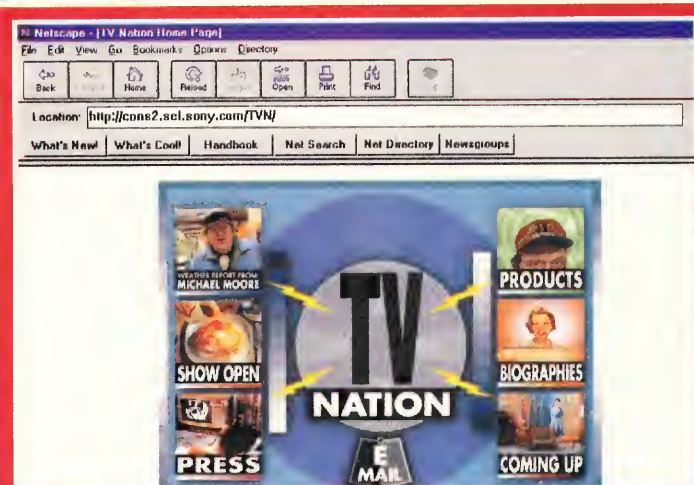 Netscape - [TV Nation Home Page]
File Edit View Go Bookmarks Options Directory
Back Home Reload Open Print Find
Location: http://cons2.scl.sony.com/TVN/
What's New! What's Cool! Handbook Net Search Net Directory Newsgroups
WEATHER REPORT FROM
MICHAEL MOORE
SHOW OPEN
PRESS
TV
NATION
E
MAIL
PRODUCTS
BIOGRAPHIES
COMING UP